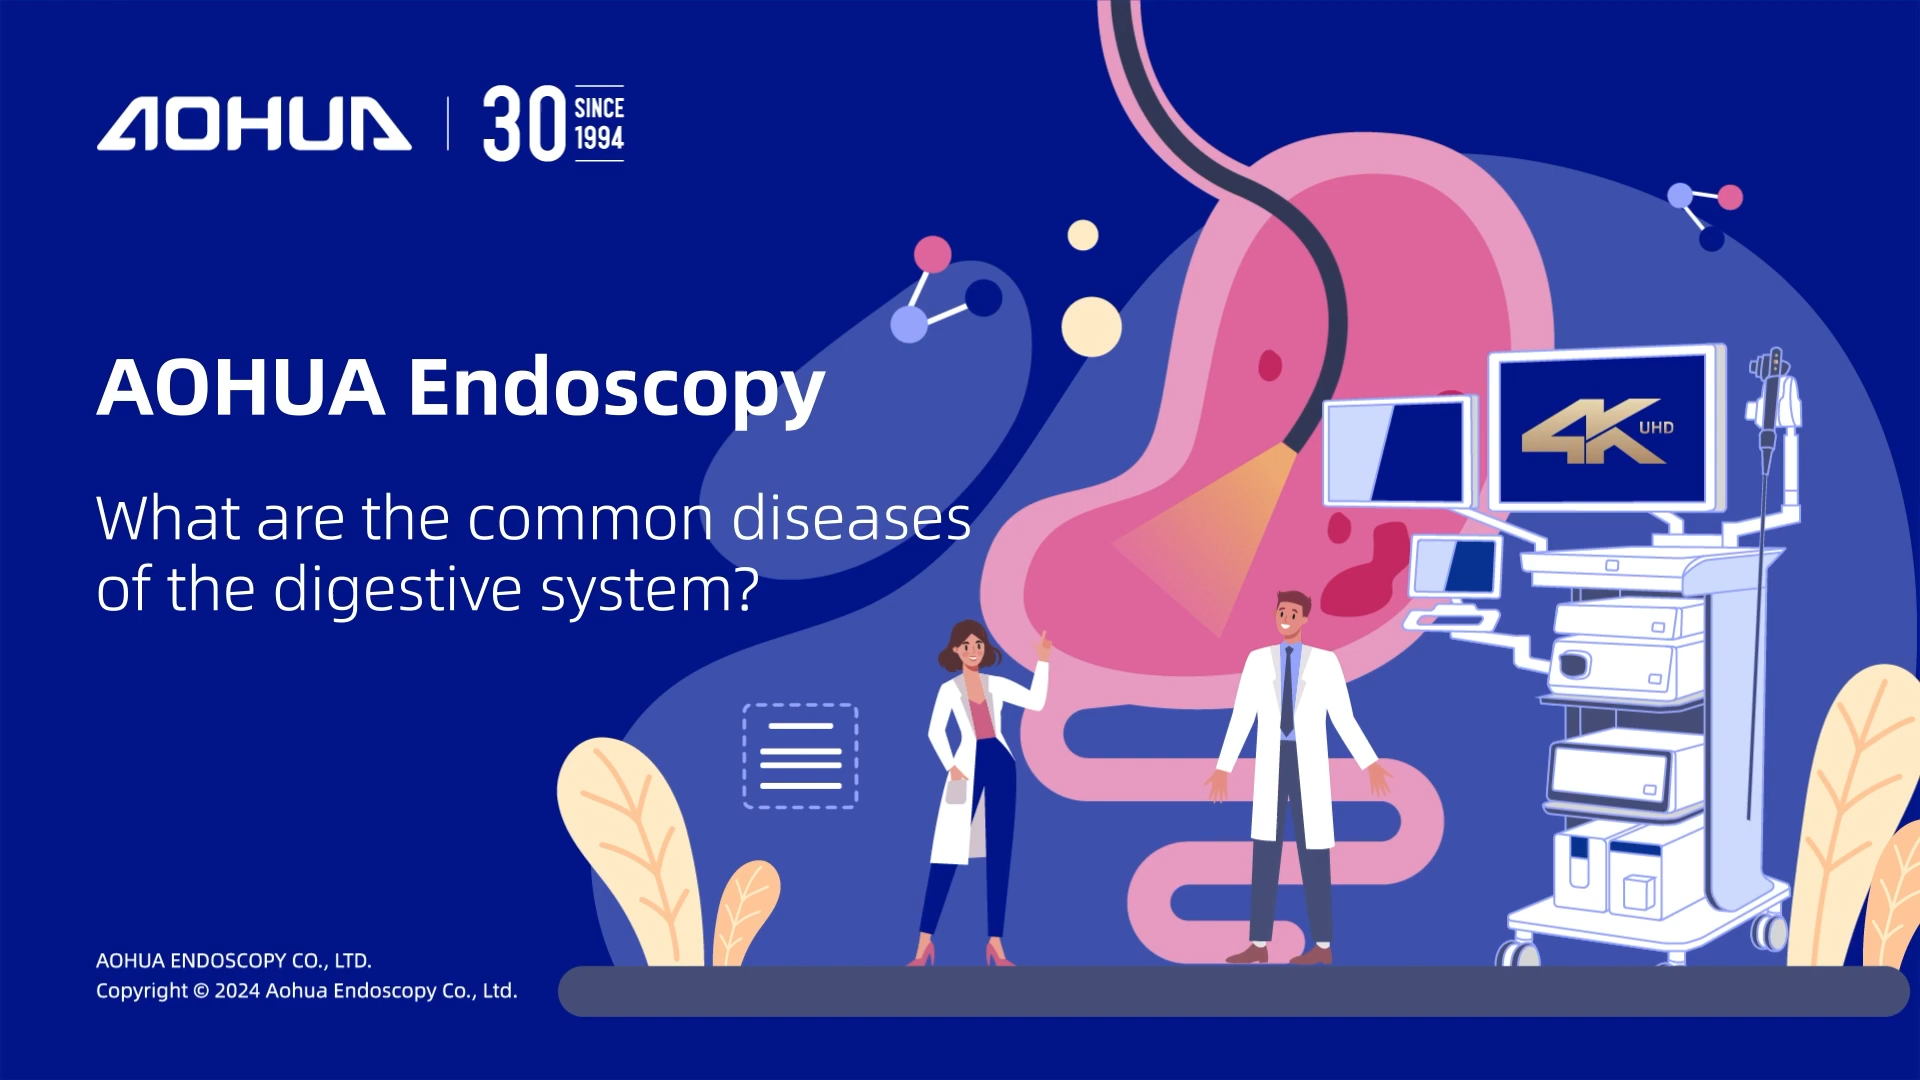 AOHUA
30 SINCE 1994
AOHUA Endoscopy
What are the common diseases
of the digestive system?
4K UHD
AOHUA ENDOSCOPY CO., LTD.
Copyright © 2024 Aohua Endoscopy Co., Ltd.